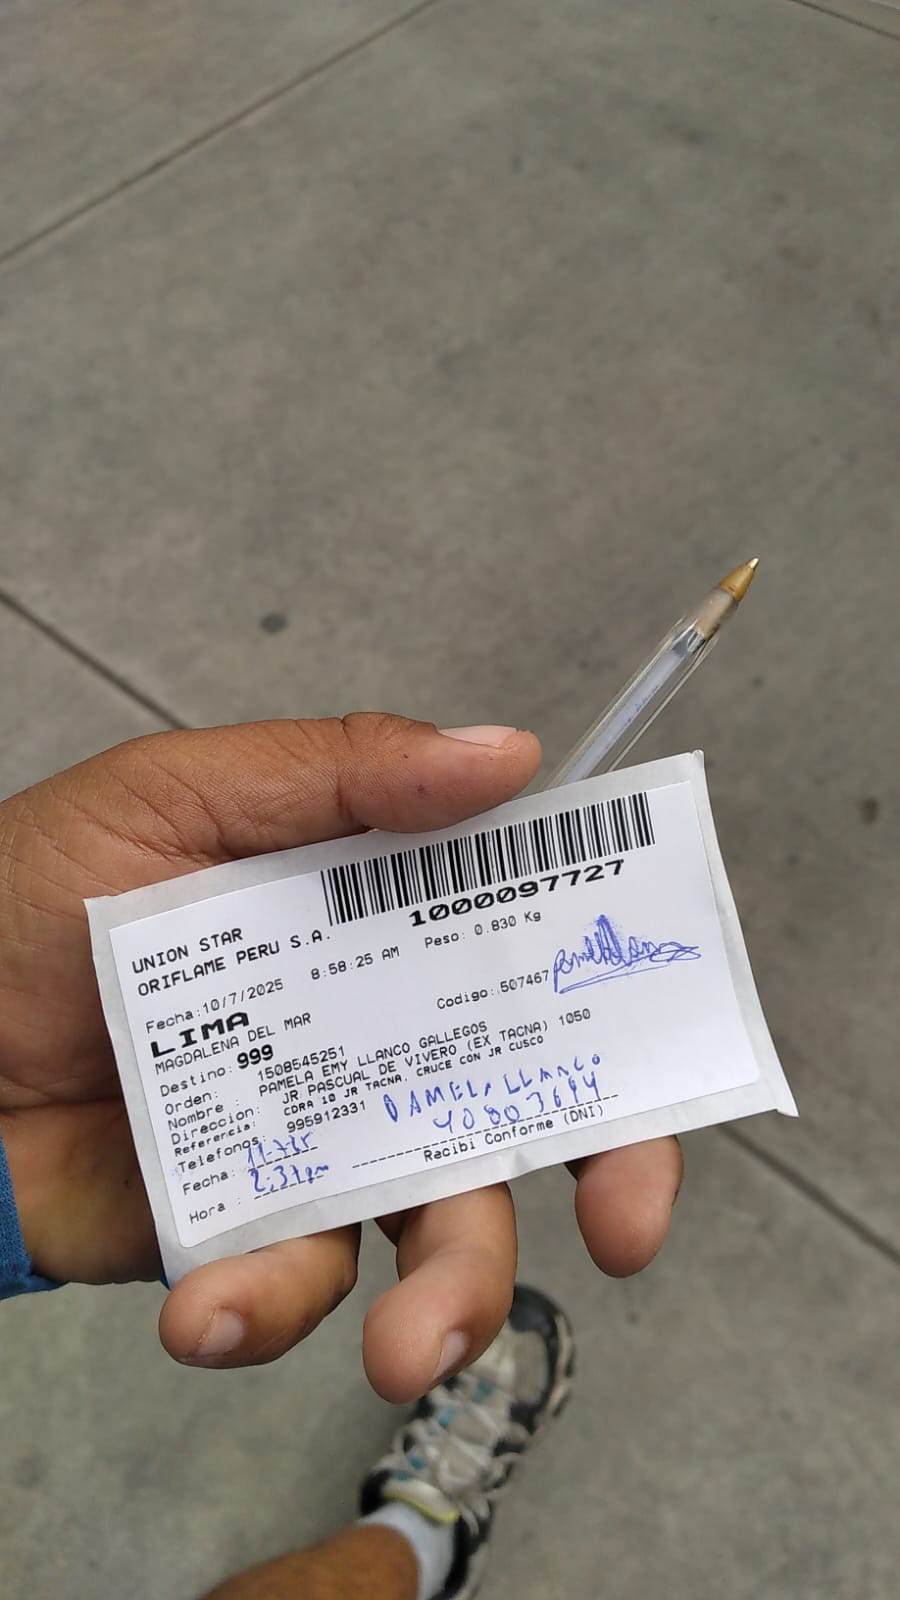 1000097727
UNION STAR
ORIFLAME PERU S.A.
Fecha:10/7/2025 8:58:25 AM Peso: 0.830 Kg
LIMA
MAGDALENA DEL MAR
Destino: 999 Codigo: 507467
Orden: 1508545251
Nombre : PAMELA EMY LLANCO GALLEGOS
Direccion: JR PASCUAL DE VIVERO (EX TACNA) 1050
Referencia: CDRA 10 JR TACNA, CRUCE CON JR CUSCO
Telefonos: 995912331
PAMELA LLANCO
Fecha:
Hora :
Recibi Conforme (DNI)